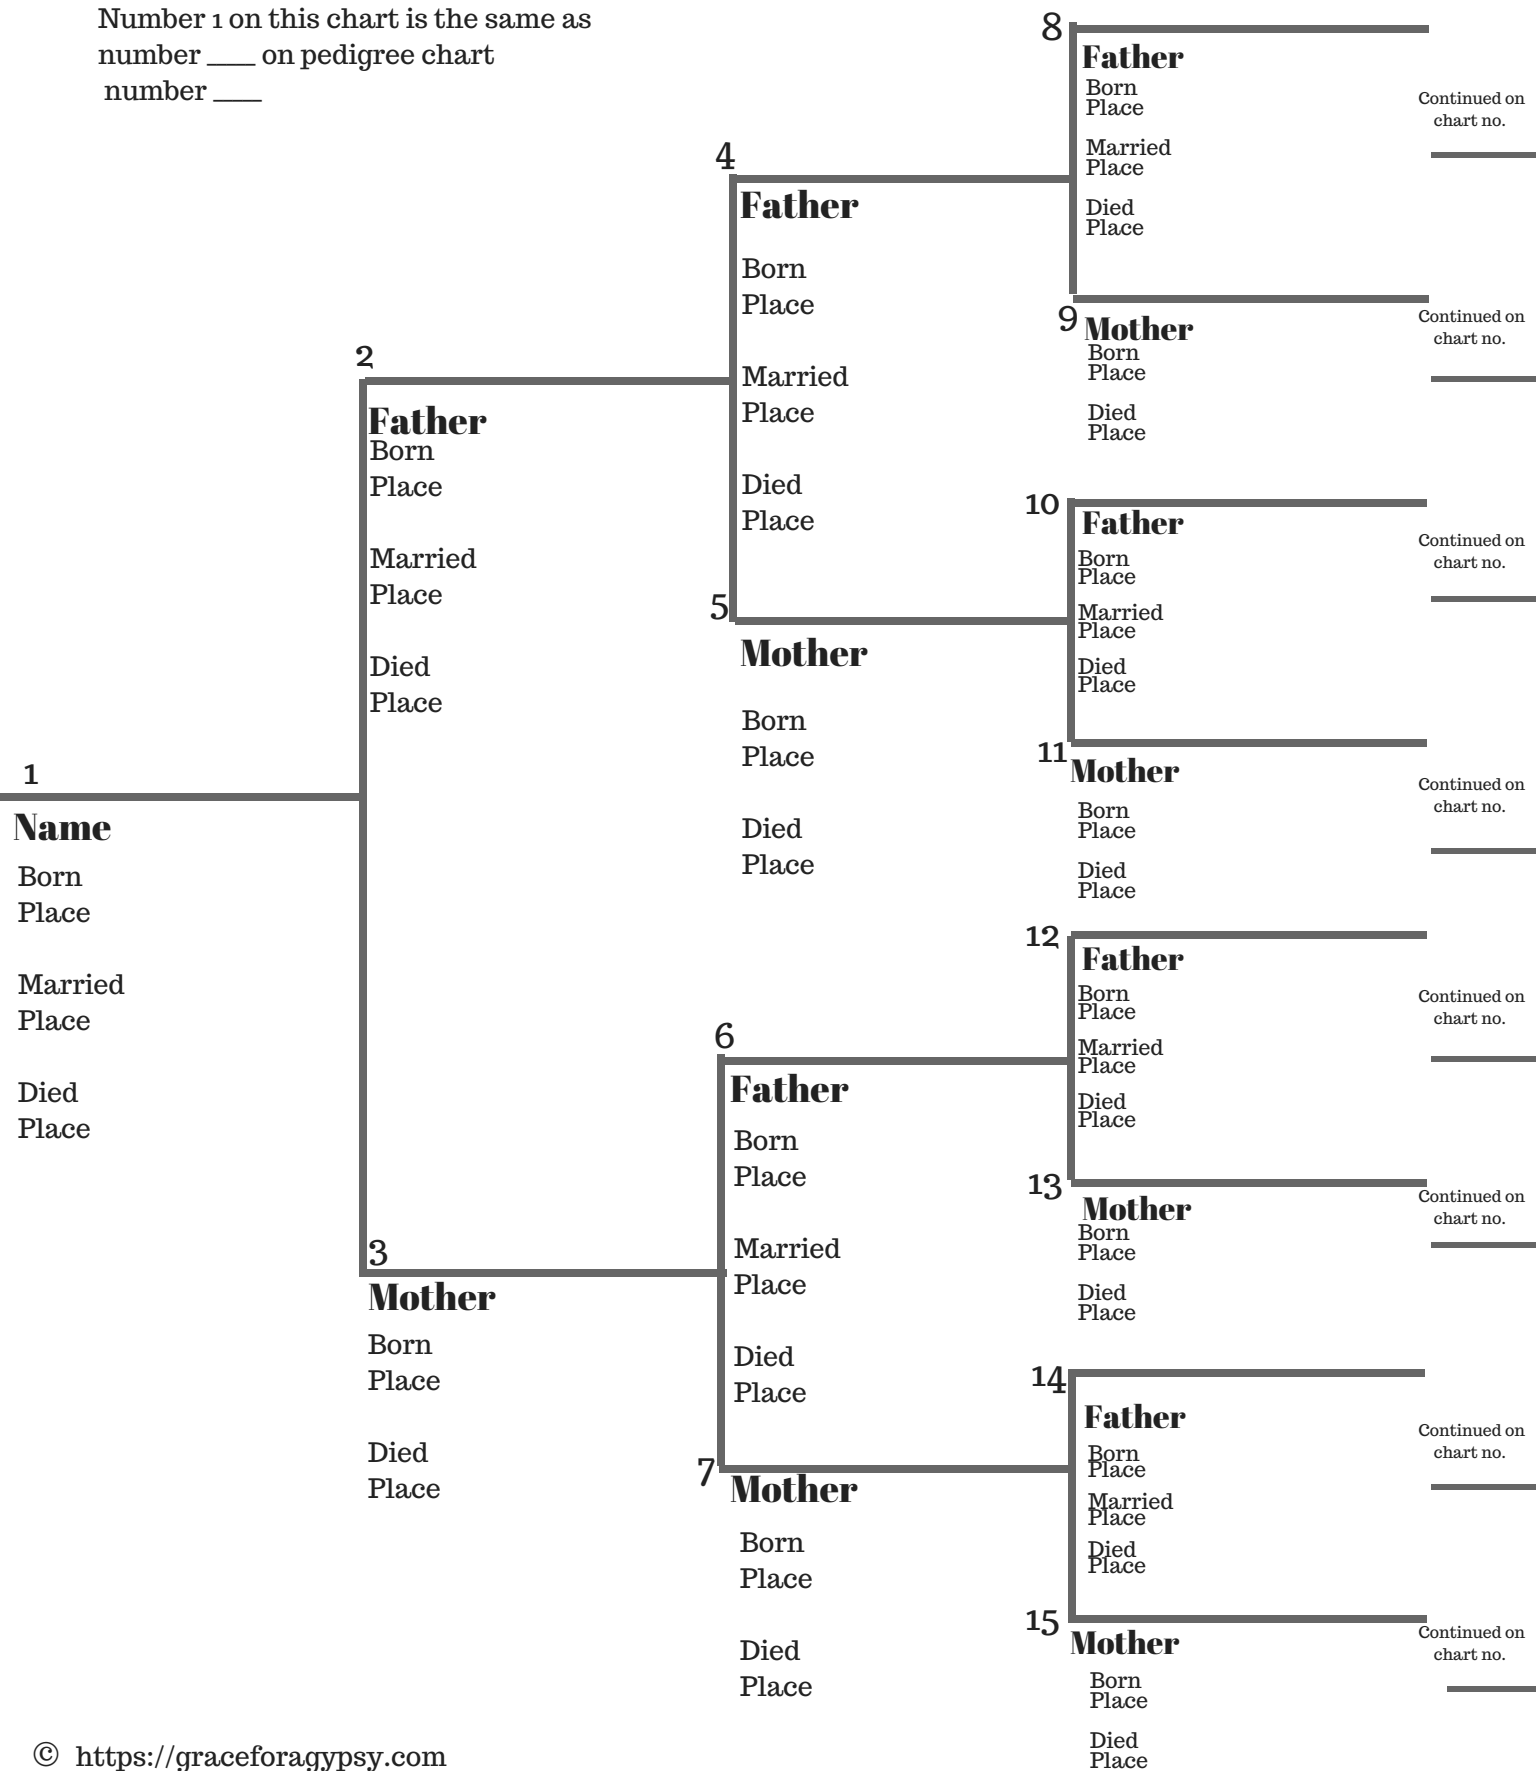 Number 1 on this chart is the same as
number ____ on pedigree chart
number ____
1
Name
Born
Place
Married
Place
Died
Place
2
Father
Born
Place
Married
Place
Died
Place
3
Mother
Born
Place
Died
Place
4
Father
Born
Place
Married
Place
Died
Place
5
Mother
Born
Place
Died
Place
6
Father
Born
Place
Married
Place
Died
Place
7
Mother
Born
Place
Died
Place
8
Father
Born
Place
Married
Place
Died
Place
Continued on
chart no.
9
Mother
Born
Place
Died
Place
Continued on
chart no.
10
Father
Born
Place
Married
Place
Died
Place
Continued on
chart no.
11
Mother
Born
Place
Died
Place
Continued on
chart no.
12
Father
Born
Place
Married
Place
Died
Place
Continued on
chart no.
13
Mother
Born
Place
Died
Place
Continued on
chart no.
14
Father
Born
Place
Married
Place
Died
Place
Continued on
chart no.
15
Mother
Born
Place
Died
Place
Continued on
chart no.
© https://graceforagypsy.com